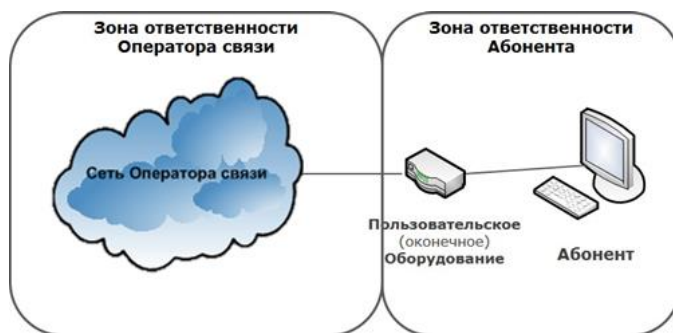 Зона ответственности
Оператора связи
Зона ответственности
Абонента
Сеть Оператора связи
Пользовательское
(оконечное)
Оборудование
Абонент